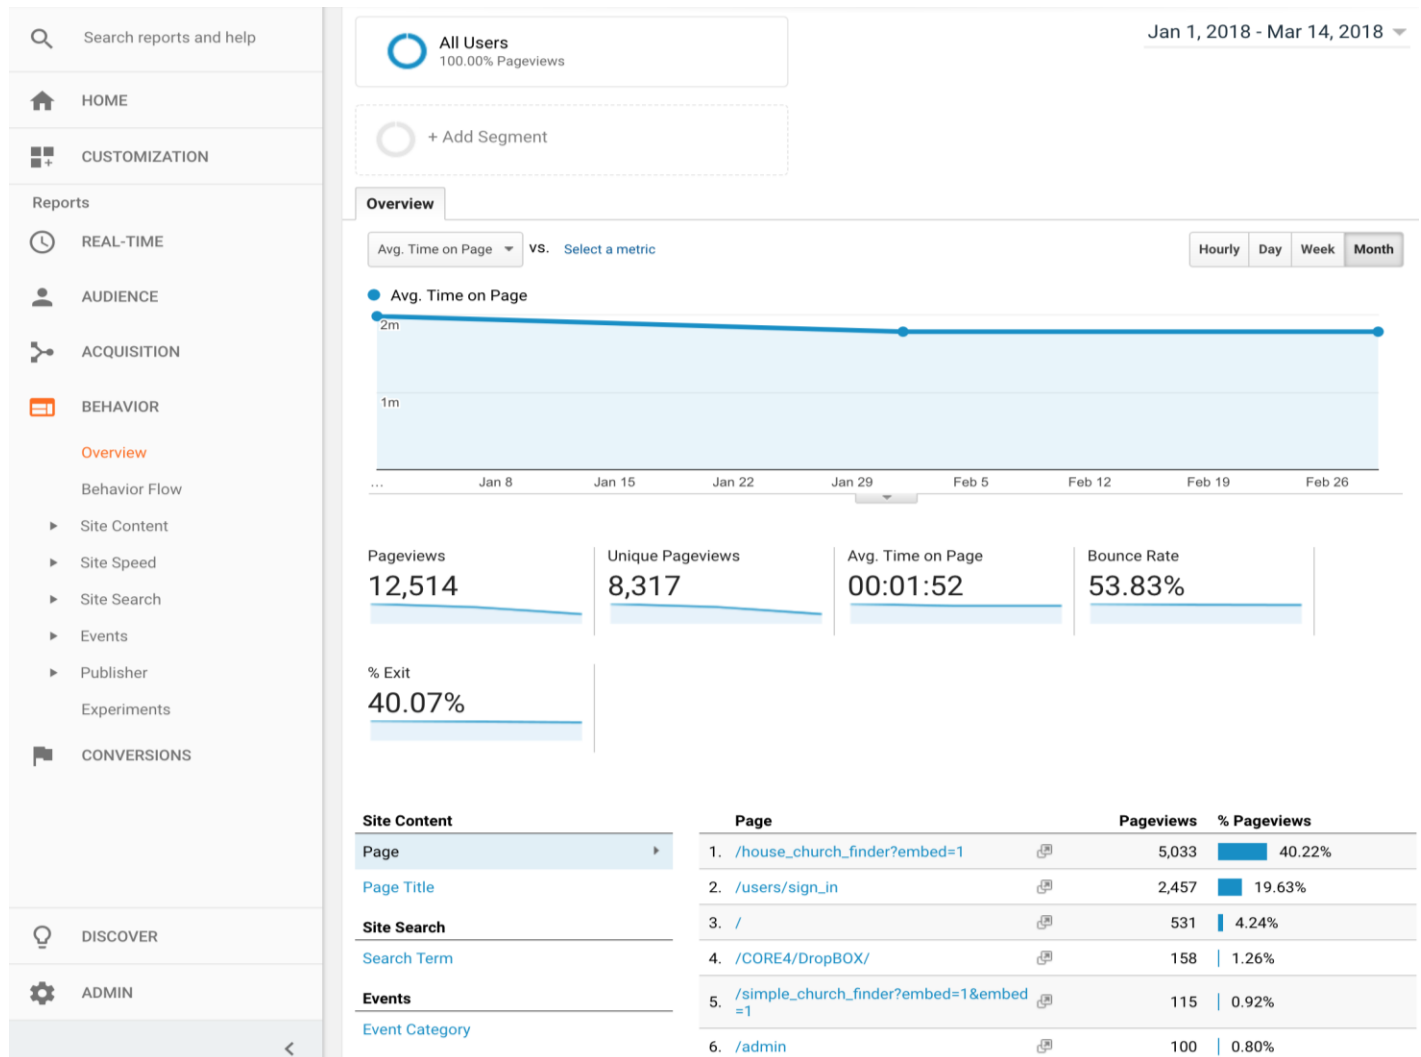 Search reports and help
HOME
CUSTOMIZATION
Reports
REAL-TIME
AUDIENCE
ACQUISITION
BEHAVIOR
Overview
Behavior Flow
Site Content
Site Speed
Site Search
Events
Publisher
Experiments
CONVERSIONS
DISCOVER
ADMIN
All Users
100.00% Pageviews
Jan 1, 2018 - Mar 14, 2018
+ Add Segment
Overview
Avg. Time on Page VS. Select a metric
Hourly Day Week Month
Avg. Time on Page
2m
1m
... Jan 8 Jan 15 Jan 22 Jan 29 Feb 5 Feb 12 Feb 19 Feb 26
Pageviews
12,514
Unique Pageviews
8,317
Avg. Time on Page
00:01:52
Bounce Rate
53.83%
% Exit
40.07%
Site Content
Page
Page Title
Site Search
Search Term
Events
Event Category
Page Pageviews % Pageviews
1. /house_church_finder?embed=1 5,033 40.22%
2. /users/sign_in 2,457 19.63%
3. / 531 4.24%
4. /CORE4/DropBOX/ 158 1.26%
5. /simple_church_finder?embed=1&embed
=1 115 0.92%
6. /admin 100 0.80%